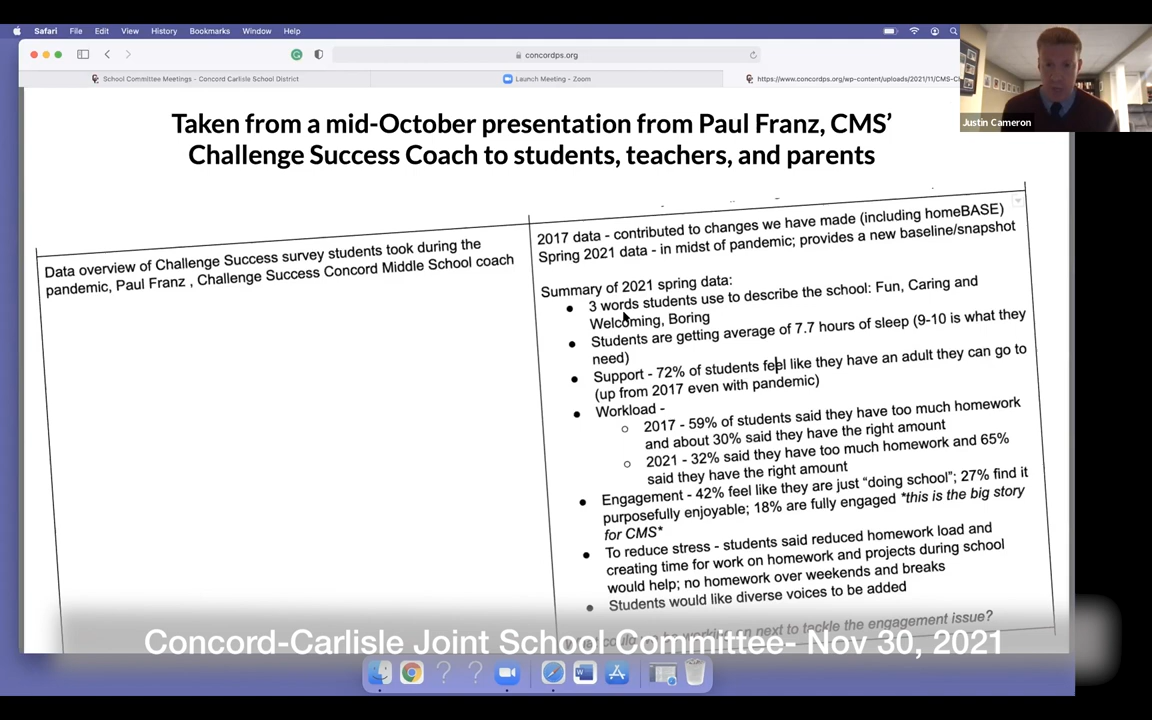 Safari File Edit View History Bookmarks Window Help
concordps.org
School Committee Meetings - Concord Carlisle School District
Launch Meeting - Zoom
https://www.concordps.org/wp-content/uploads/2021/11/CMS-C
Justin Cameron
Taken from a mid-October presentation from Paul Franz, CMS’
Challenge Success Coach to students, teachers, and parents
Data overview of Challenge Success survey students took during the
pandemic, Paul Franz , Challenge Success Concord Middle School coach
2017 data - contributed to changes we have made (including homeBASE)
Spring 2021 data - in midst of pandemic; provides a new baseline/snapshot
Summary of 2021 spring data:
● 3 words students use to describe the school: Fun, Caring and
Welcoming, Boring
● Students are getting average of 7.7 hours of sleep (9-10 is what they
need)
● Support - 72% of students feel like they have an adult they can go to
(up from 2017 even with pandemic)
● Workload -
○ 2017 - 59% of students said they have too much homework
and about 30% said they have the right amount
○ 2021 - 32% said they have too much homework and 65%
said they have the right amount
● Engagement - 42% feel like they are just “doing school”; 27% find it
purposefully enjoyable; 18% are fully engaged *this is the big story
for CMS*
● To reduce stress - students said reduced homework load and
creating time for work on homework and projects during school
would help; no homework over weekends and breaks
● Students would like diverse voices to be added
on next to tackle the engagement issue?
Concord-Carlisle Joint School Committee- Nov 30, 2021